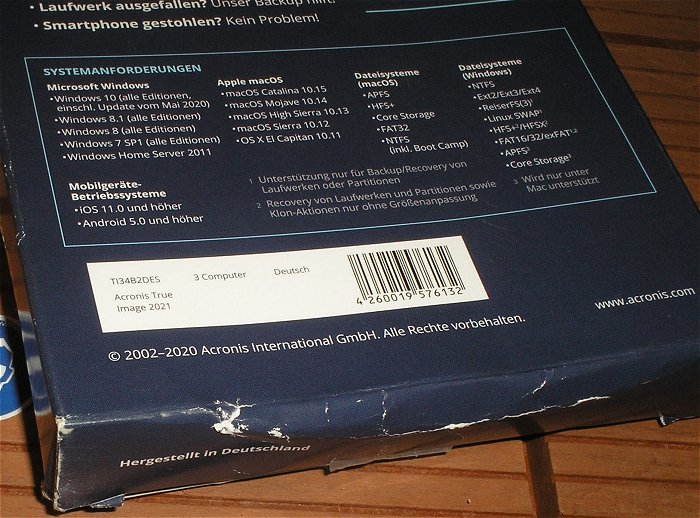 • Laufwerk ausgefallen? Unser Backup hilft!
• Smartphone gestohlen? Kein Problem!
SYSTEMANFORDERUNGEN
Microsoft Windows
• Windows 10 (alle Editionen,
einschl. Update vom Mai 2020)
• Windows 8.1 (alle Editionen)
• Windows 8 (alle Editionen)
• Windows 7 SP1 (alle Editionen)
• Windows Home Server 2011
Apple macOS
• macOS Catalina 10.15
• macOS Mojave 10.14
• macOS High Sierra 10.13
• macOS Sierra 10.12
• OS X El Capitan 10.11
Dateisysteme
(macOS)
• APFS
• HFS+
• Core Storage
• FAT32
• NTFS
(inkl. Boot Camp)
Dateisysteme
(Windows)
• NTFS
• Ext2/Ext3/Ext4
• ReiserFS(3)
• Linux SWAP¹
• HFS+²/HFSX²
• FAT16/32/exFAT¹,²
• APFS³
• Core Storage³
Mobilgeräte-
Betriebssysteme
• iOS 11.0 und höher
• Android 5.0 und höher
1 Unterstützung nur für Backup/Recovery von
Laufwerken oder Partitionen
2 Recovery von Laufwerken und Partitionen sowie
Klon-Aktionen nur ohne Größenanpassung
3 Wird nur unter
Mac unterstützt
TI34B2DES 3 Computer Deutsch
Acronis True
Image 2021
4 260019 576132
www.acronis.com
© 2002–2020 Acronis International GmbH. Alle Rechte vorbehalten.
Hergestellt in Deutschland